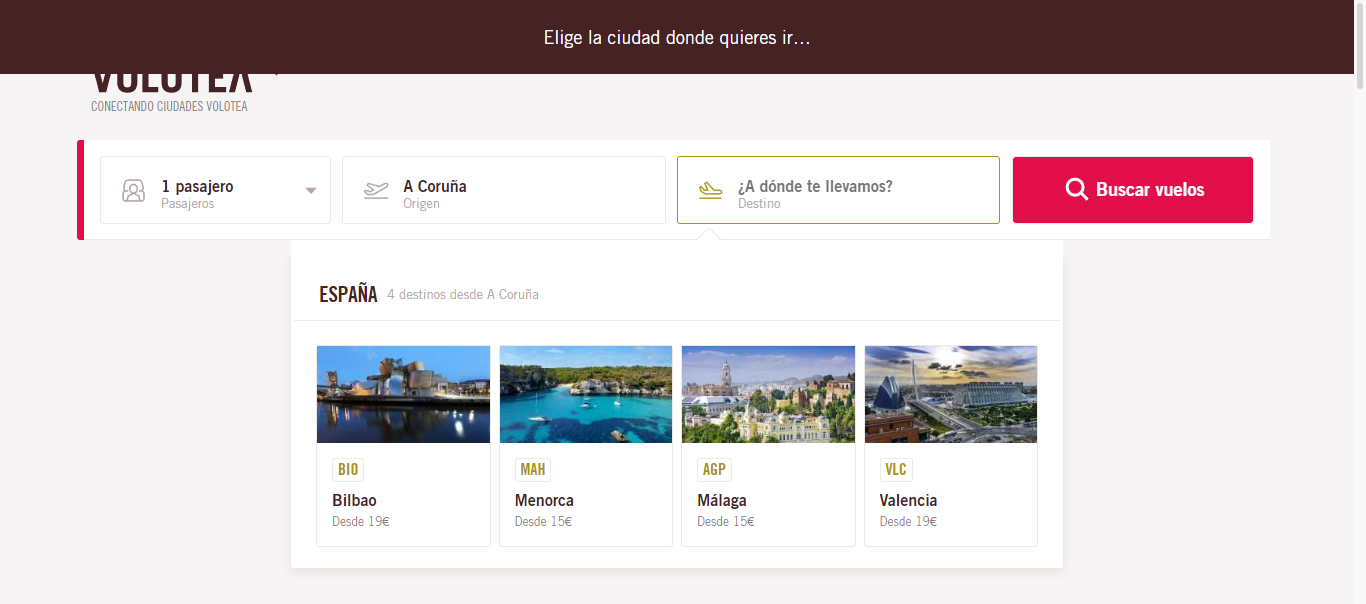 Elige la ciudad donde quieres ir...
VOLOTEA
CONECTANDO CIUDADES VOLOTEA
1 pasajero
Pasajeros
A Coruña
Origen
¿A dónde te llevamos?
Destino
Buscar vuelos
ESPAÑA 4 destinos desde A Coruña
BIO
Bilbao
Desde 19€
MAH
Menorca
Desde 15€
AGP
Málaga
Desde 15€
VLC
Valencia
Desde 19€